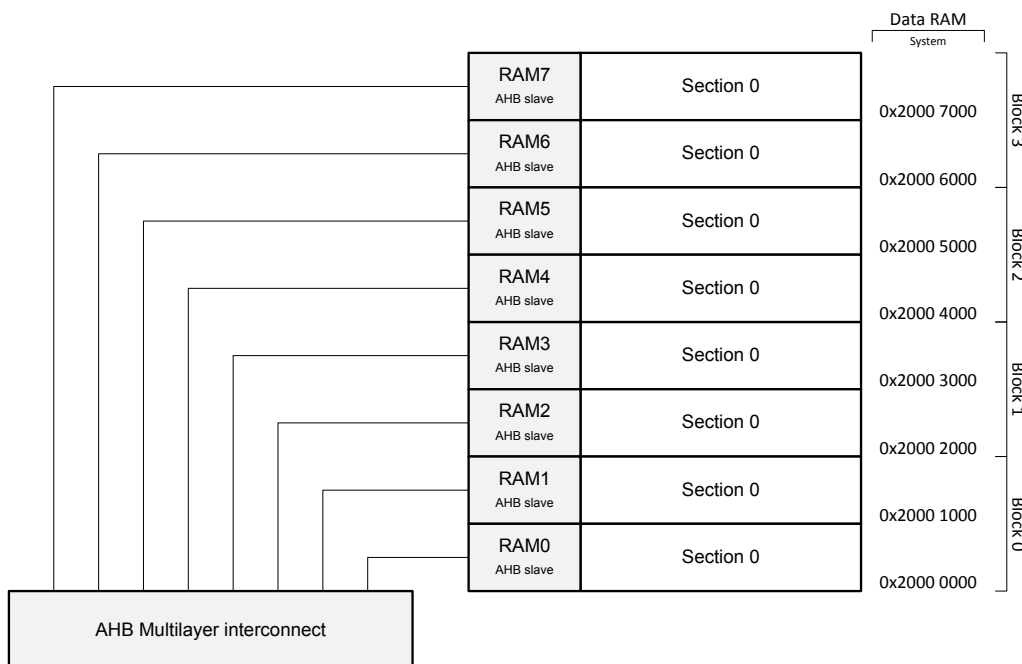 Data RAM
System
RAM7
AHB slave
Section 0
0x2000 7000
Block 3
RAM6
AHB slave
Section 0
0x2000 6000
RAM5
AHB slave
Section 0
0x2000 5000
Block 2
RAM4
AHB slave
Section 0
0x2000 4000
RAM3
AHB slave
Section 0
0x2000 3000
Block 1
RAM2
AHB slave
Section 0
0x2000 2000
RAM1
AHB slave
Section 0
0x2000 1000
Block 0
RAM0
AHB slave
Section 0
0x2000 0000
AHB Multilayer interconnect